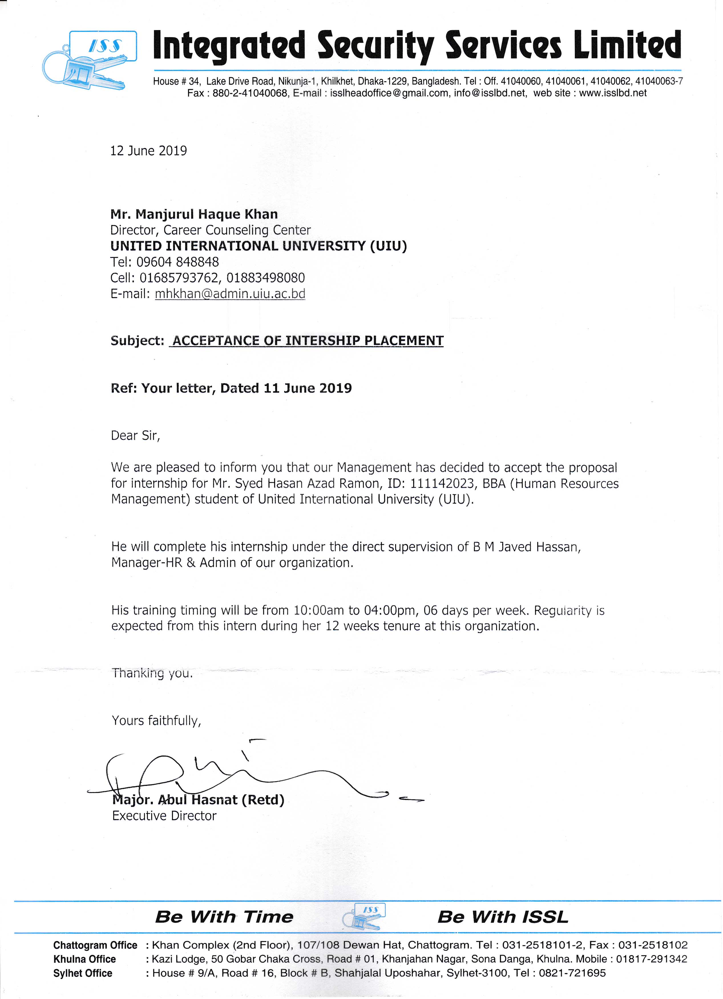 ISS
Integrated Security Services Limited
House # 34, Lake Drive Road, Nikunja-1, Khilkhet, Dhaka-1229, Bangladesh. Tel : Off. 41040060, 41040061, 41040062, 41040063-7
Fax : 880-2-41040068, E-mail : isslheadoffice@gmail.com, info@isslbd.net, web site : www.isslbd.net
12 June 2019
Mr. Manjurul Haque Khan
Director, Career Counseling Center
UNITED INTERNATIONAL UNIVERSITY (UIU)
Tel: 09604 848848
Cell: 01685793762, 01883498080
E-mail: mhkhan@admin.uiu.ac.bd
Subject: ACCEPTANCE OF INTERSHIP PLACEMENT
Ref: Your letter, Dated 11 June 2019
Dear Sir,
We are pleased to inform you that our Management has decided to accept the proposal
for internship for Mr. Syed Hasan Azad Ramon, ID: 111142023, BBA (Human Resources
Management) student of United International University (UIU).
He will complete his internship under the direct supervision of B M Javed Hassan,
Manager-HR & Admin of our organization.
His training timing will be from 10:00am to 04:00pm, 06 days per week. Regularity is
expected from this intern during her 12 weeks tenure at this organization.
Thanking you.
Yours faithfully,
Major. Abul Hasnat (Retd)
Executive Director
Be With Time ISS Be With ISSL
Chattogram Office : Khan Complex (2nd Floor), 107/108 Dewan Hat, Chattogram. Tel : 031-2518101-2, Fax : 031-2518102
Khulna Office : Kazi Lodge, 50 Gobar Chaka Cross, Road # 01, Khanjahan Nagar, Sona Danga, Khulna. Mobile : 01817-291342
Sylhet Office : House # 9/A, Road # 16, Block # B, Shahjalal Uposhahar, Sylhet-3100, Tel : 0821-721695